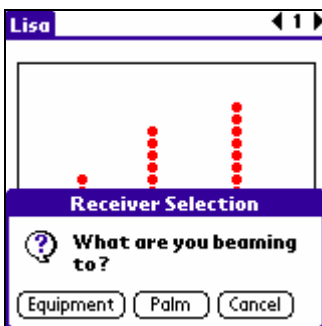 Lisa 1
Receiver Selection
What are you beaming
to?
Equipment Palm Cancel